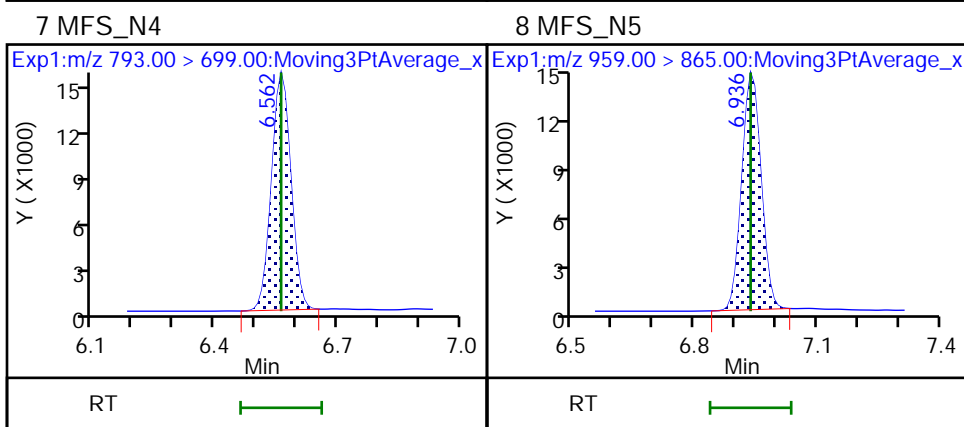 7 MFS_N4
8 MFS_N5
Exp1:m/z 793.00 > 699.00:Moving3PtAverage_x
Exp1:m/z 959.00 > 865.00:Moving3PtAverage_x
6.562
6.936
Y ( X1000)
15
12
9
6
3
0
Y ( X1000)
15
12
9
6
3
0
6.1 6.4 6.7 7.0
6.5 6.8 7.1 7.4
Min
Min
RT
RT